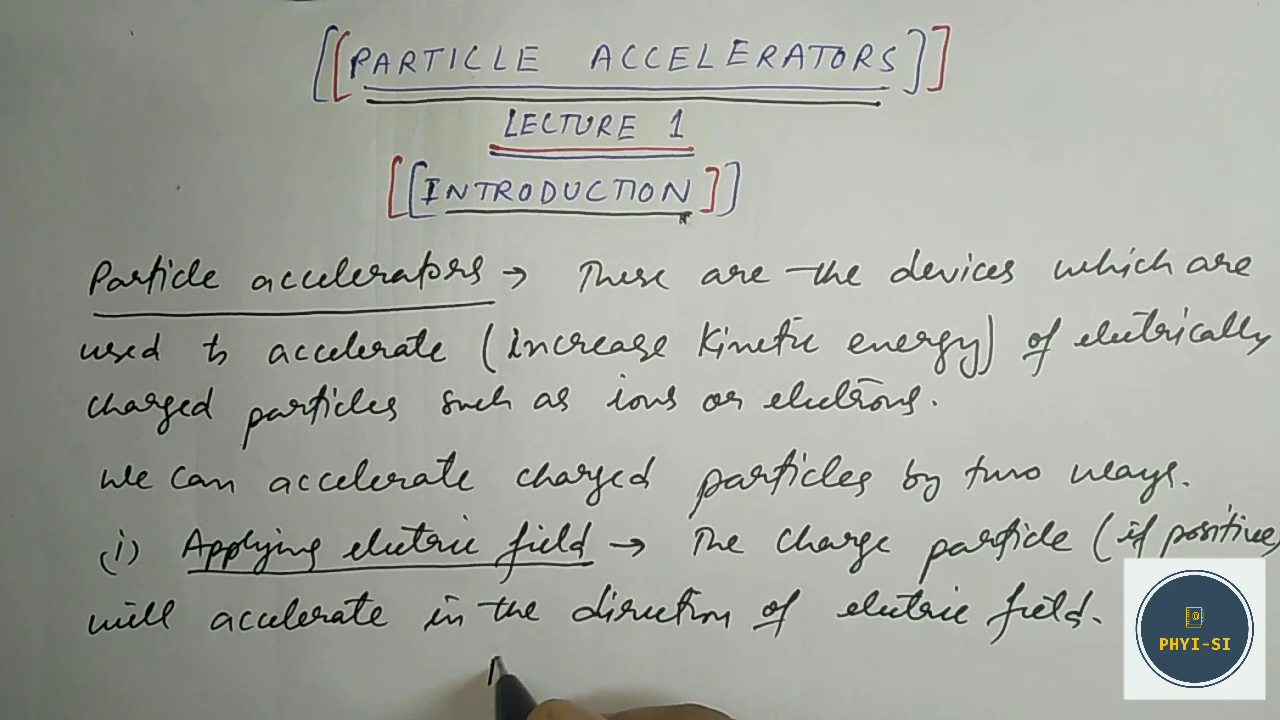 [[PARTICLE ACCELERATORS]]
LECTURE 1
[[INTRODUCTION]]
Particle accelerators → These are the devices which are
used to accelerate (increase kinetic energy) of electrically
charged particles such as ions or electrons.
We can accelerate charged particles by two ways.
(i) Applying electric field → The charge particle (if positive)
will accelerate in the direction of electric field.
PHYI-SI